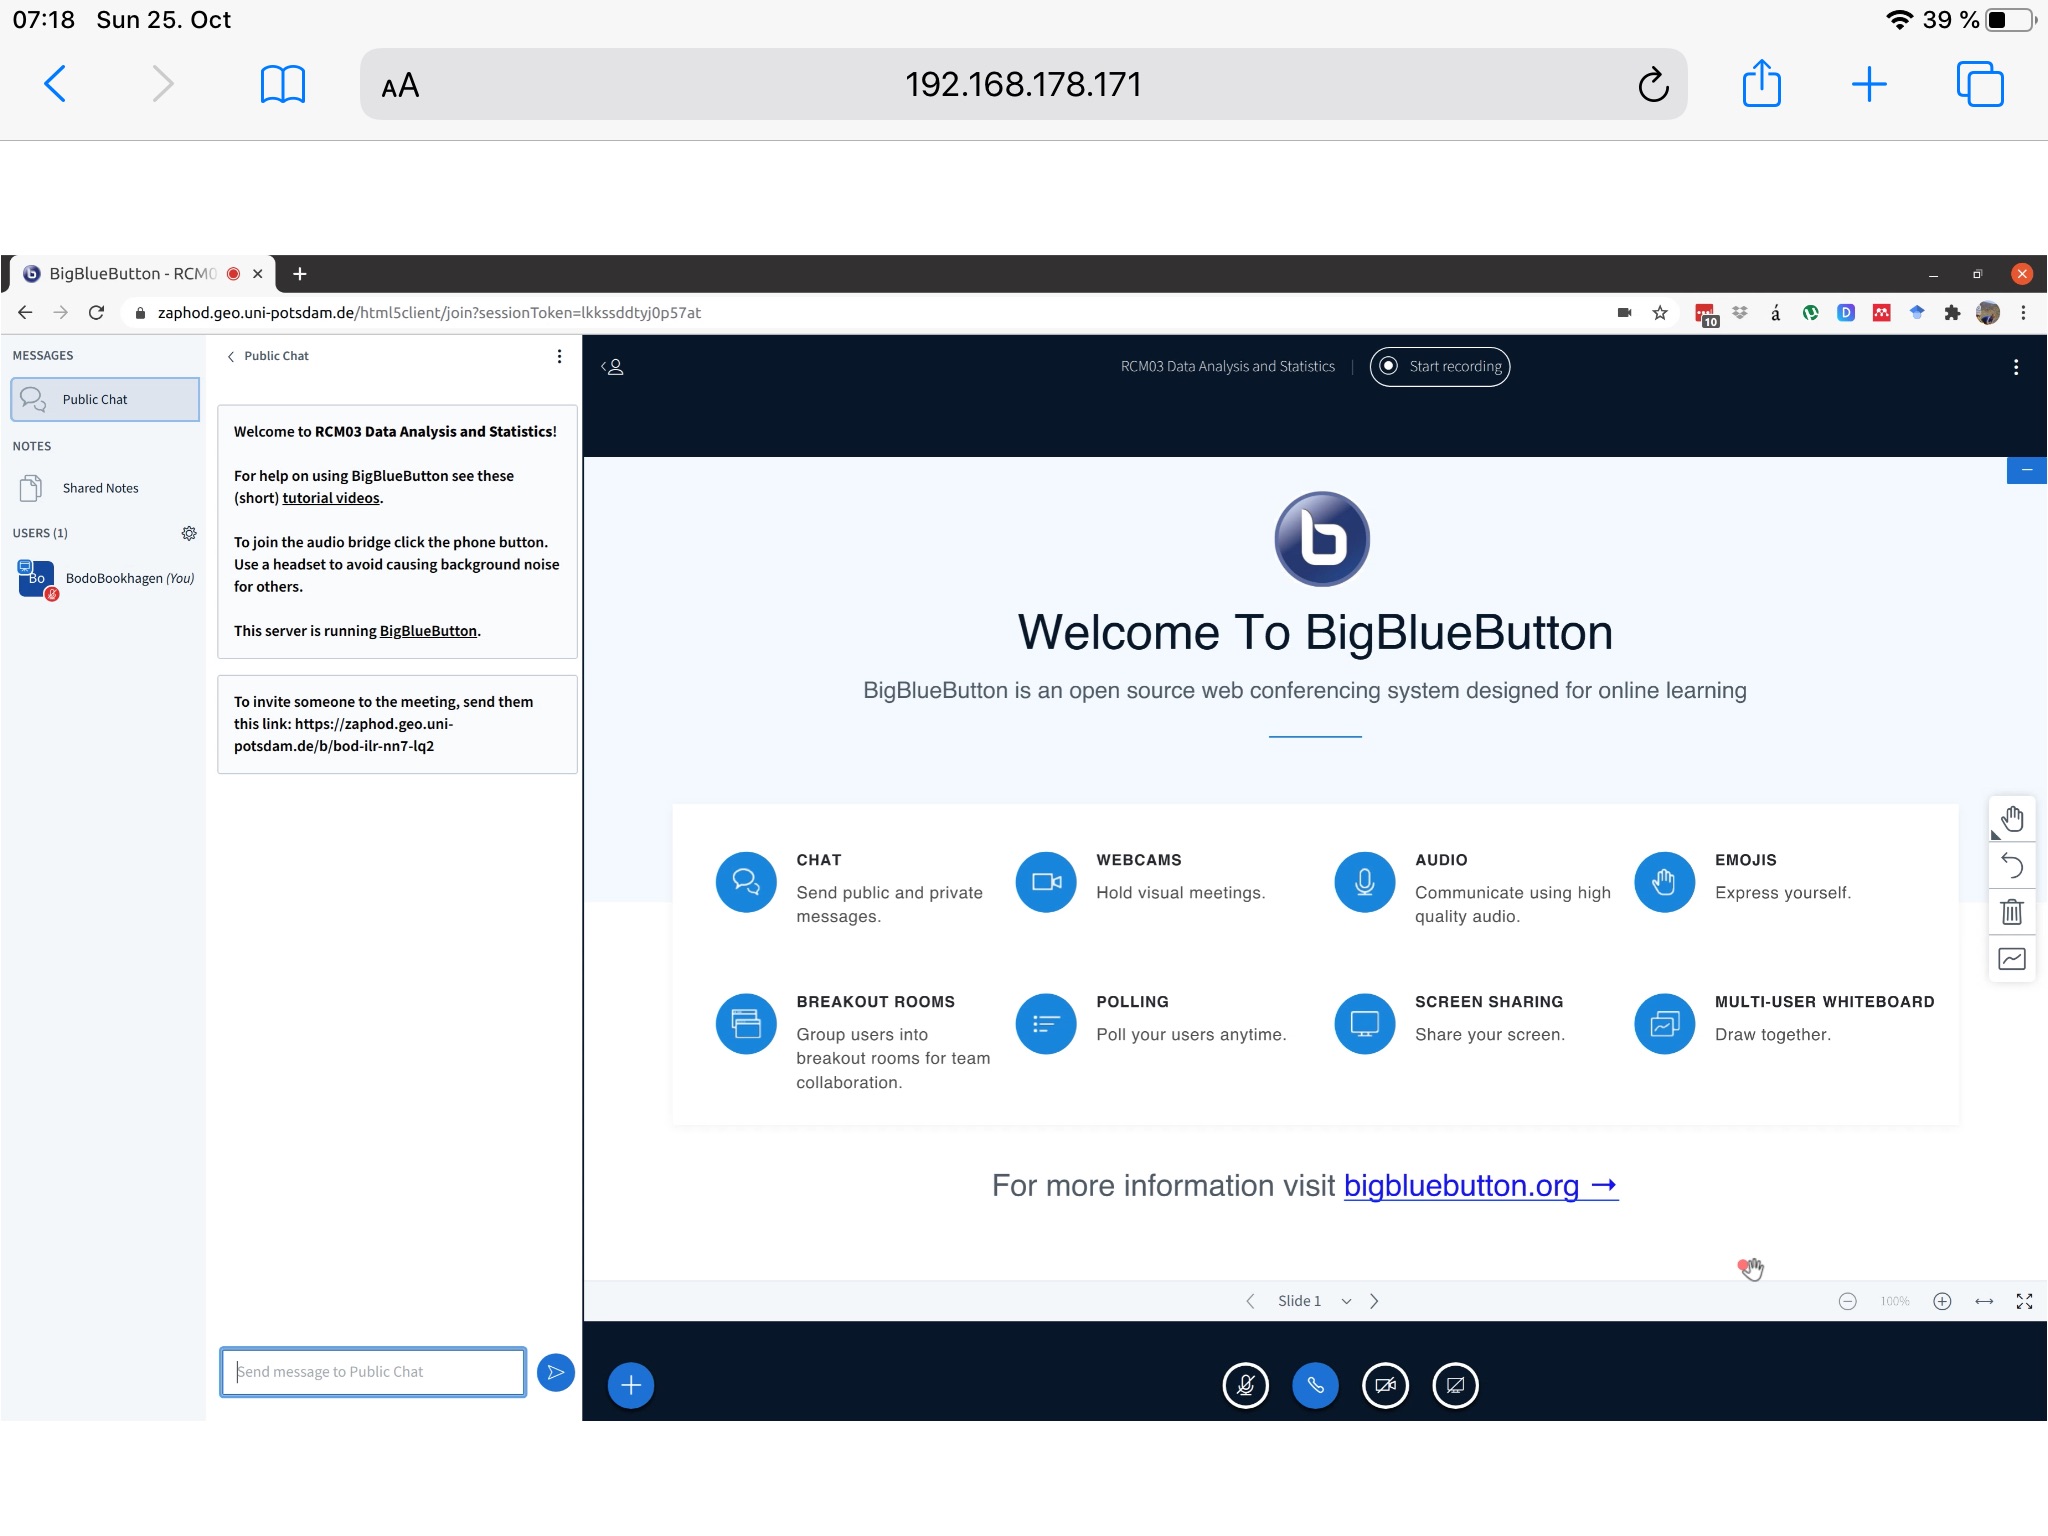 07:18 Sun 25. Oct
39 %
AA
192.168.178.171
BigBlueButton - RCM0
zaphod.geo.uni-potsdam.de/html5client/join?sessionToken=lkkssddtyj0p57at
10
á
D
MESSAGES
Public Chat
NOTES
Shared Notes
USERS (1)
Bo
BodoBookhagen (You)
Public Chat
Welcome to RCM03 Data Analysis and Statistics!
For help on using BigBlueButton see these
(short) tutorial videos.
To join the audio bridge click the phone button.
Use a headset to avoid causing background noise
for others.
This server is running BigBlueButton.
To invite someone to the meeting, send them
this link: https://zaphod.geo.uni-
potsdam.de/b/bod-ilr-nn7-lq2
Send message to Public Chat
RCM03 Data Analysis and Statistics
Start recording
b
Welcome To BigBlueButton
BigBlueButton is an open source web conferencing system designed for online learning
CHAT
Send public and private
messages.
WEBCAMS
Hold visual meetings.
AUDIO
Communicate using high
quality audio.
EMOJIS
Express yourself.
BREAKOUT ROOMS
Group users into
breakout rooms for team
collaboration.
POLLING
Poll your users anytime.
SCREEN SHARING
Share your screen.
MULTI-USER WHITEBOARD
Draw together.
For more information visit bigbluebutton.org →
Slide 1
100%